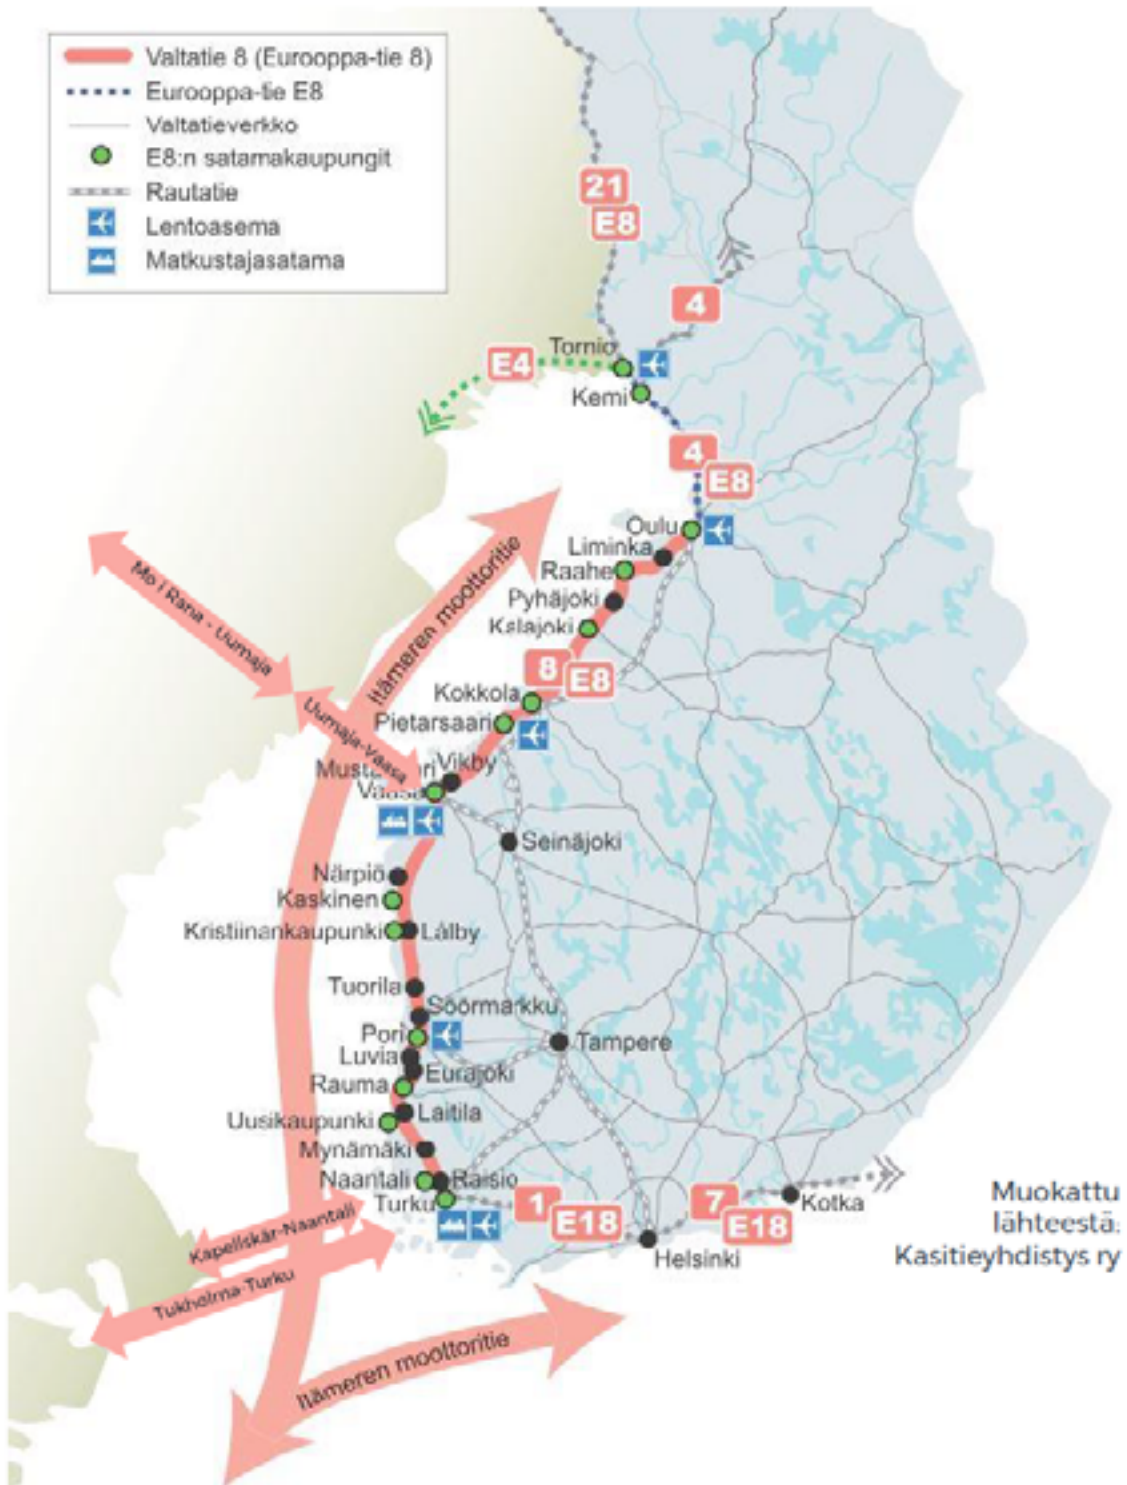 Valtatie 8 (Eurooppa-tie 8)
Eurooppa-tie E8
Valtatieverkko
E8:n satamakaupungit
Rautatie
Lentoasema
Matkustajasatama
21
E8
4
Tornio
E4
Kemi
4
E8
Oulu
Liminka
Raahe
Pyhäjoki
Kalajoki
8
E8
Kokkola
Pietarsaari
Vikby
Vaasa
Seinäjoki
Närpiö
Kaskinen
Kristiinankaupunki
Lålby
Tuorila
Söörmarkku
Pori
Luvia
Eurajoki
Tampere
Rauma
Laitila
Uusikaupunki
Mynämäki
Naantali
Raisio
Turku
1
E18
7
E18
Kotka
Helsinki
Mo i Rana - Uumaja
Uumaja-Vaasa
Itämeren moottoritie
Kapellskär-Naantali
Tukholma-Turku
Itämeren moottoritie
Muokattu
lähteestä:
Kasitieyhdistys ry